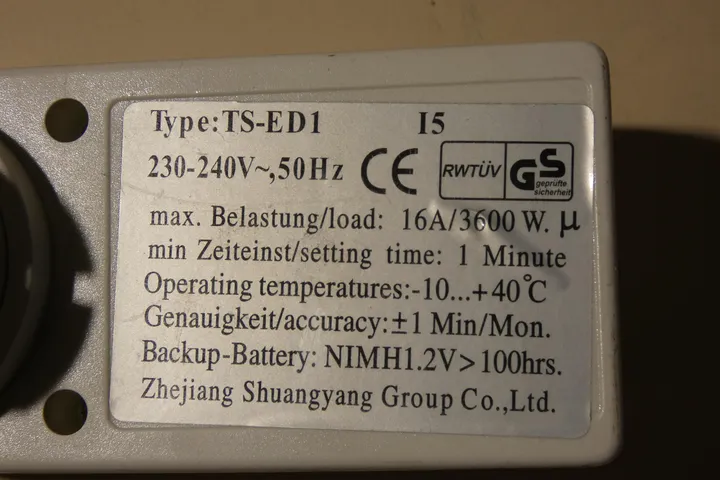 Type:TS-ED1 I5
230-240V~,50Hz CE RWTÜV GS geprüfte sicherheit
max. Belastung/load: 16A/3600 W. µ
min Zeiteinst/setting time: 1 Minute
Operating temperatures:-10...+40℃
Genauigkeit/accuracy:±1 Min/Mon.
Backup-Battery: NIMH1.2V>100hrs.
Zhejiang Shuangyang Group Co.,Ltd.